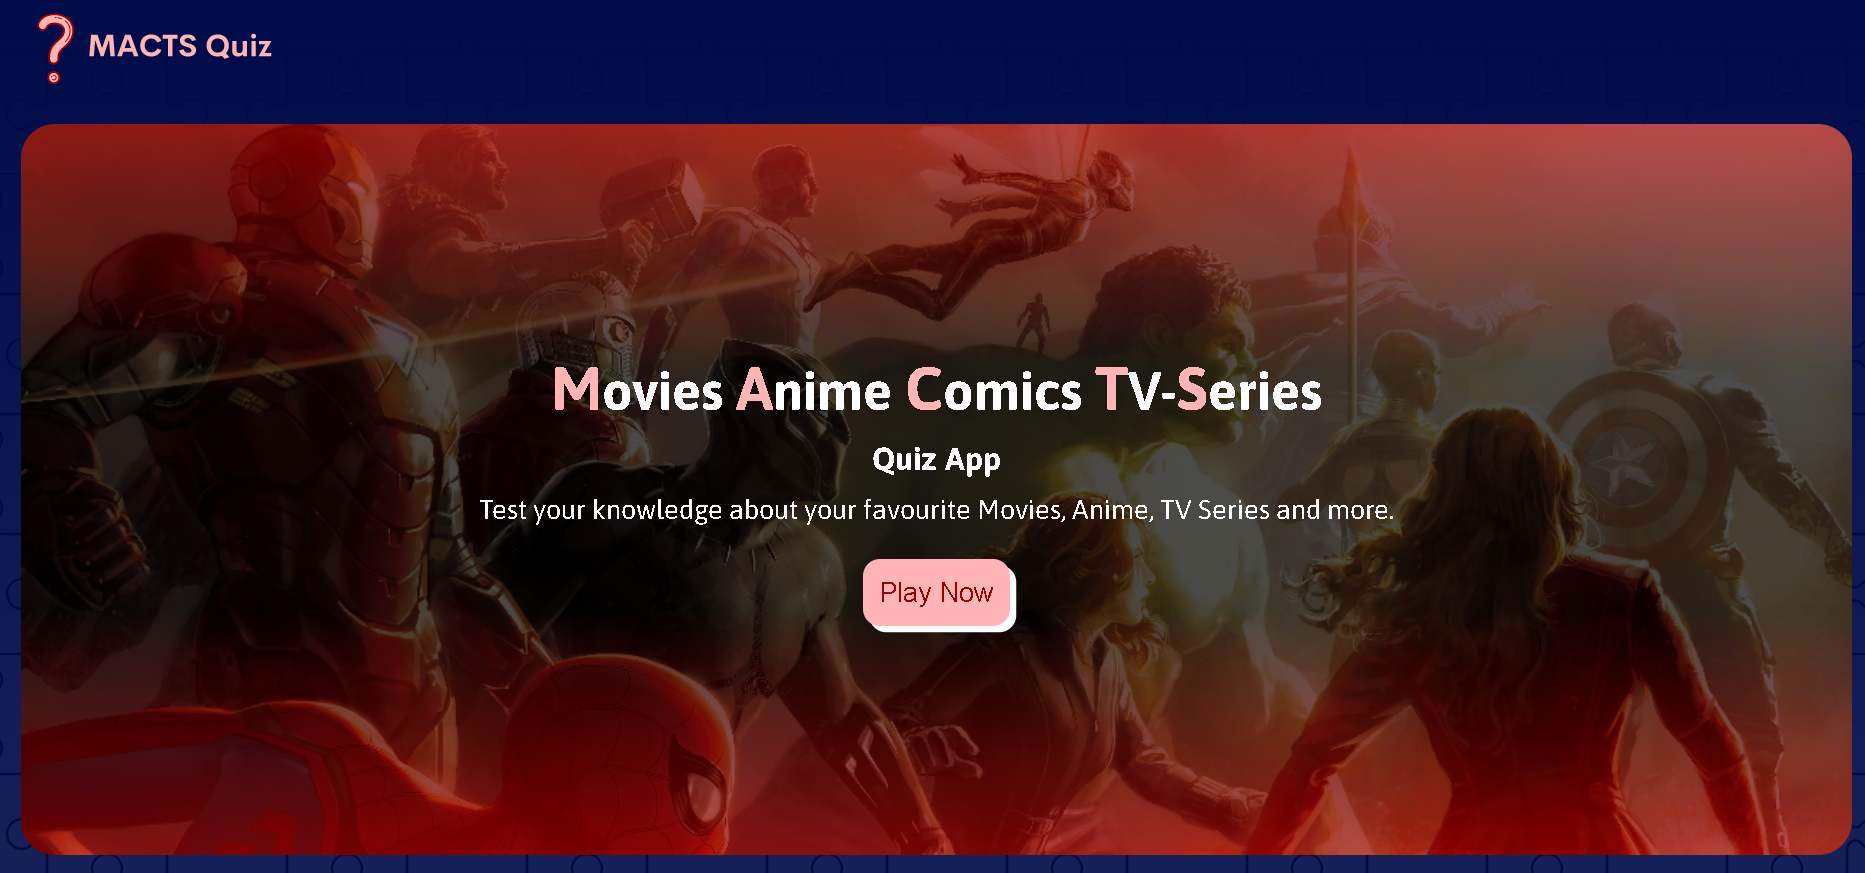 MACTS Quiz
Movies Anime Comics TV-Series
Quiz App
Test your knowledge about your favourite Movies, Anime, TV Series and more.
Play Now